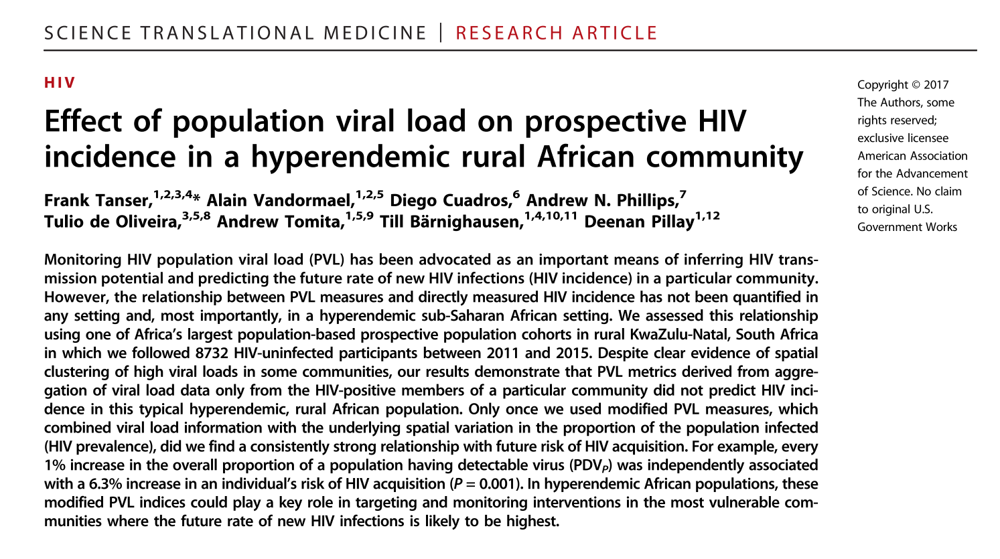 SCIENCE TRANSLATIONAL MEDICINE | RESEARCH ARTICLE
HIV
Effect of population viral load on prospective HIV
incidence in a hyperendemic rural African community
Frank Tanser,1,2,3,4* Alain Vandormael,1,2,5 Diego Cuadros,6 Andrew N. Phillips,7
Tulio de Oliveira,3,5,8 Andrew Tomita,1,5,9 Till Bärnighausen,1,4,10,11 Deenan Pillay1,12
Monitoring HIV population viral load (PVL) has been advocated as an important means of inferring HIV trans-
mission potential and predicting the future rate of new HIV infections (HIV incidence) in a particular community.
However, the relationship between PVL measures and directly measured HIV incidence has not been quantified in
any setting and, most importantly, in a hyperendemic sub-Saharan African setting. We assessed this relationship
using one of Africa's largest population-based prospective population cohorts in rural KwaZulu-Natal, South Africa
in which we followed 8732 HIV-uninfected participants between 2011 and 2015. Despite clear evidence of spatial
clustering of high viral loads in some communities, our results demonstrate that PVL metrics derived from aggre-
gation of viral load data only from the HIV-positive members of a particular community did not predict HIV inci-
dence in this typical hyperendemic, rural African population. Only once we used modified PVL measures, which
combined viral load information with the underlying spatial variation in the proportion of the population infected
(HIV prevalence), did we find a consistently strong relationship with future risk of HIV acquisition. For example, every
1% increase in the overall proportion of a population having detectable virus (PDVP) was independently associated
with a 6.3% increase in an individual's risk of HIV acquisition (P = 0.001). In hyperendemic African populations, these
modified PVL indices could play a key role in targeting and monitoring interventions in the most vulnerable com-
munities where the future rate of new HIV infections is likely to be highest.
Copyright © 2017
The Authors, some
rights reserved;
exclusive licensee
American Association
for the Advancement
of Science. No claim
to original U.S.
Government Works